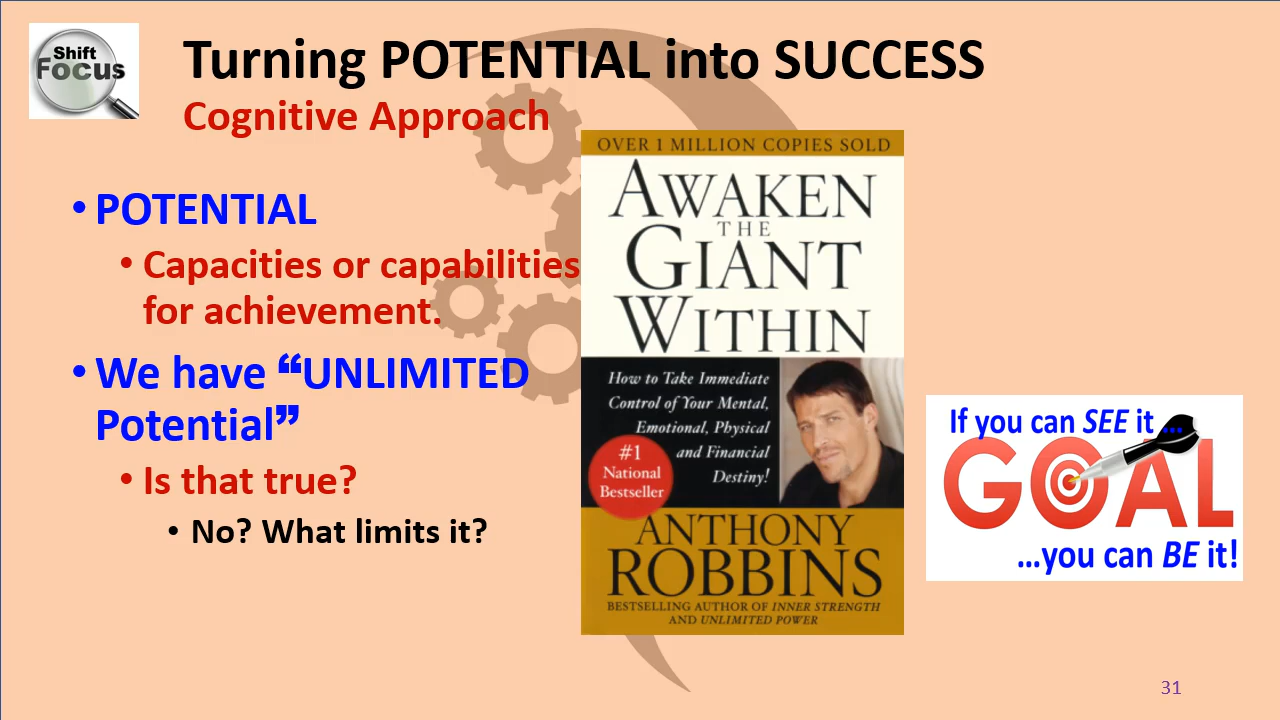 Shift
Focus
Turning POTENTIAL into SUCCESS
Cognitive Approach
• POTENTIAL
• Capacities or capabilities
for achievement.
• We have “UNLIMITED
Potential”
• Is that true?
• No? What limits it?
OVER 1 MILLION COPIES SOLD
AWAKEN
THE
GIANT
WITHIN
How to Take Immediate
Control of Your Mental,
Emotional, Physical
and Financial
Destiny!
#1
National
Bestseller
ANTHONY
ROBBINS
BESTSELLING AUTHOR OF INNER STRENGTH
AND UNLIMITED POWER
If you can SEE it ...
GOAL
...you can BE it!
31